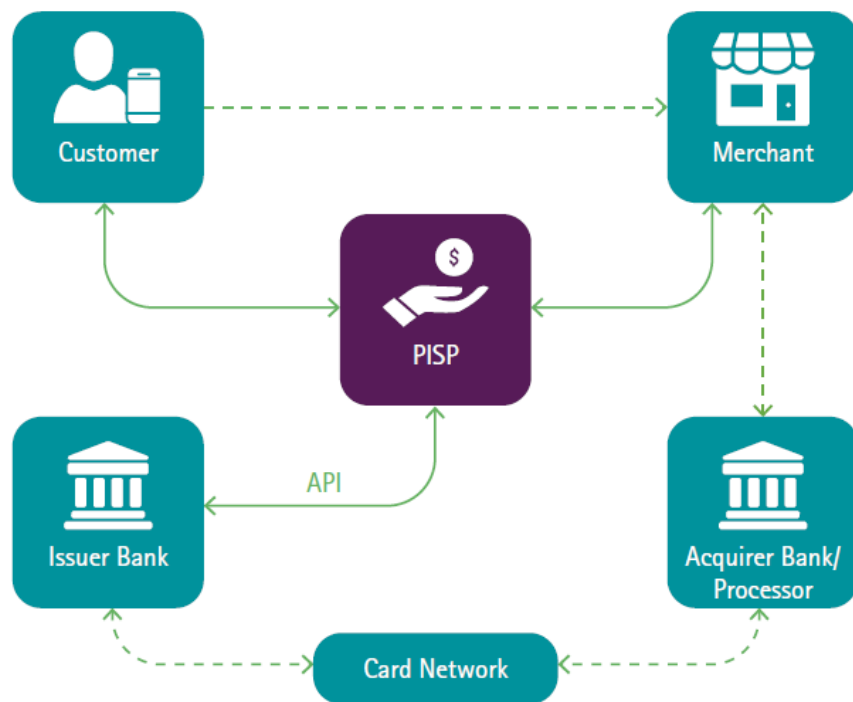 Customer
Merchant
$
PISP
API
Issuer Bank
Acquirer Bank/
Processor
Card Network